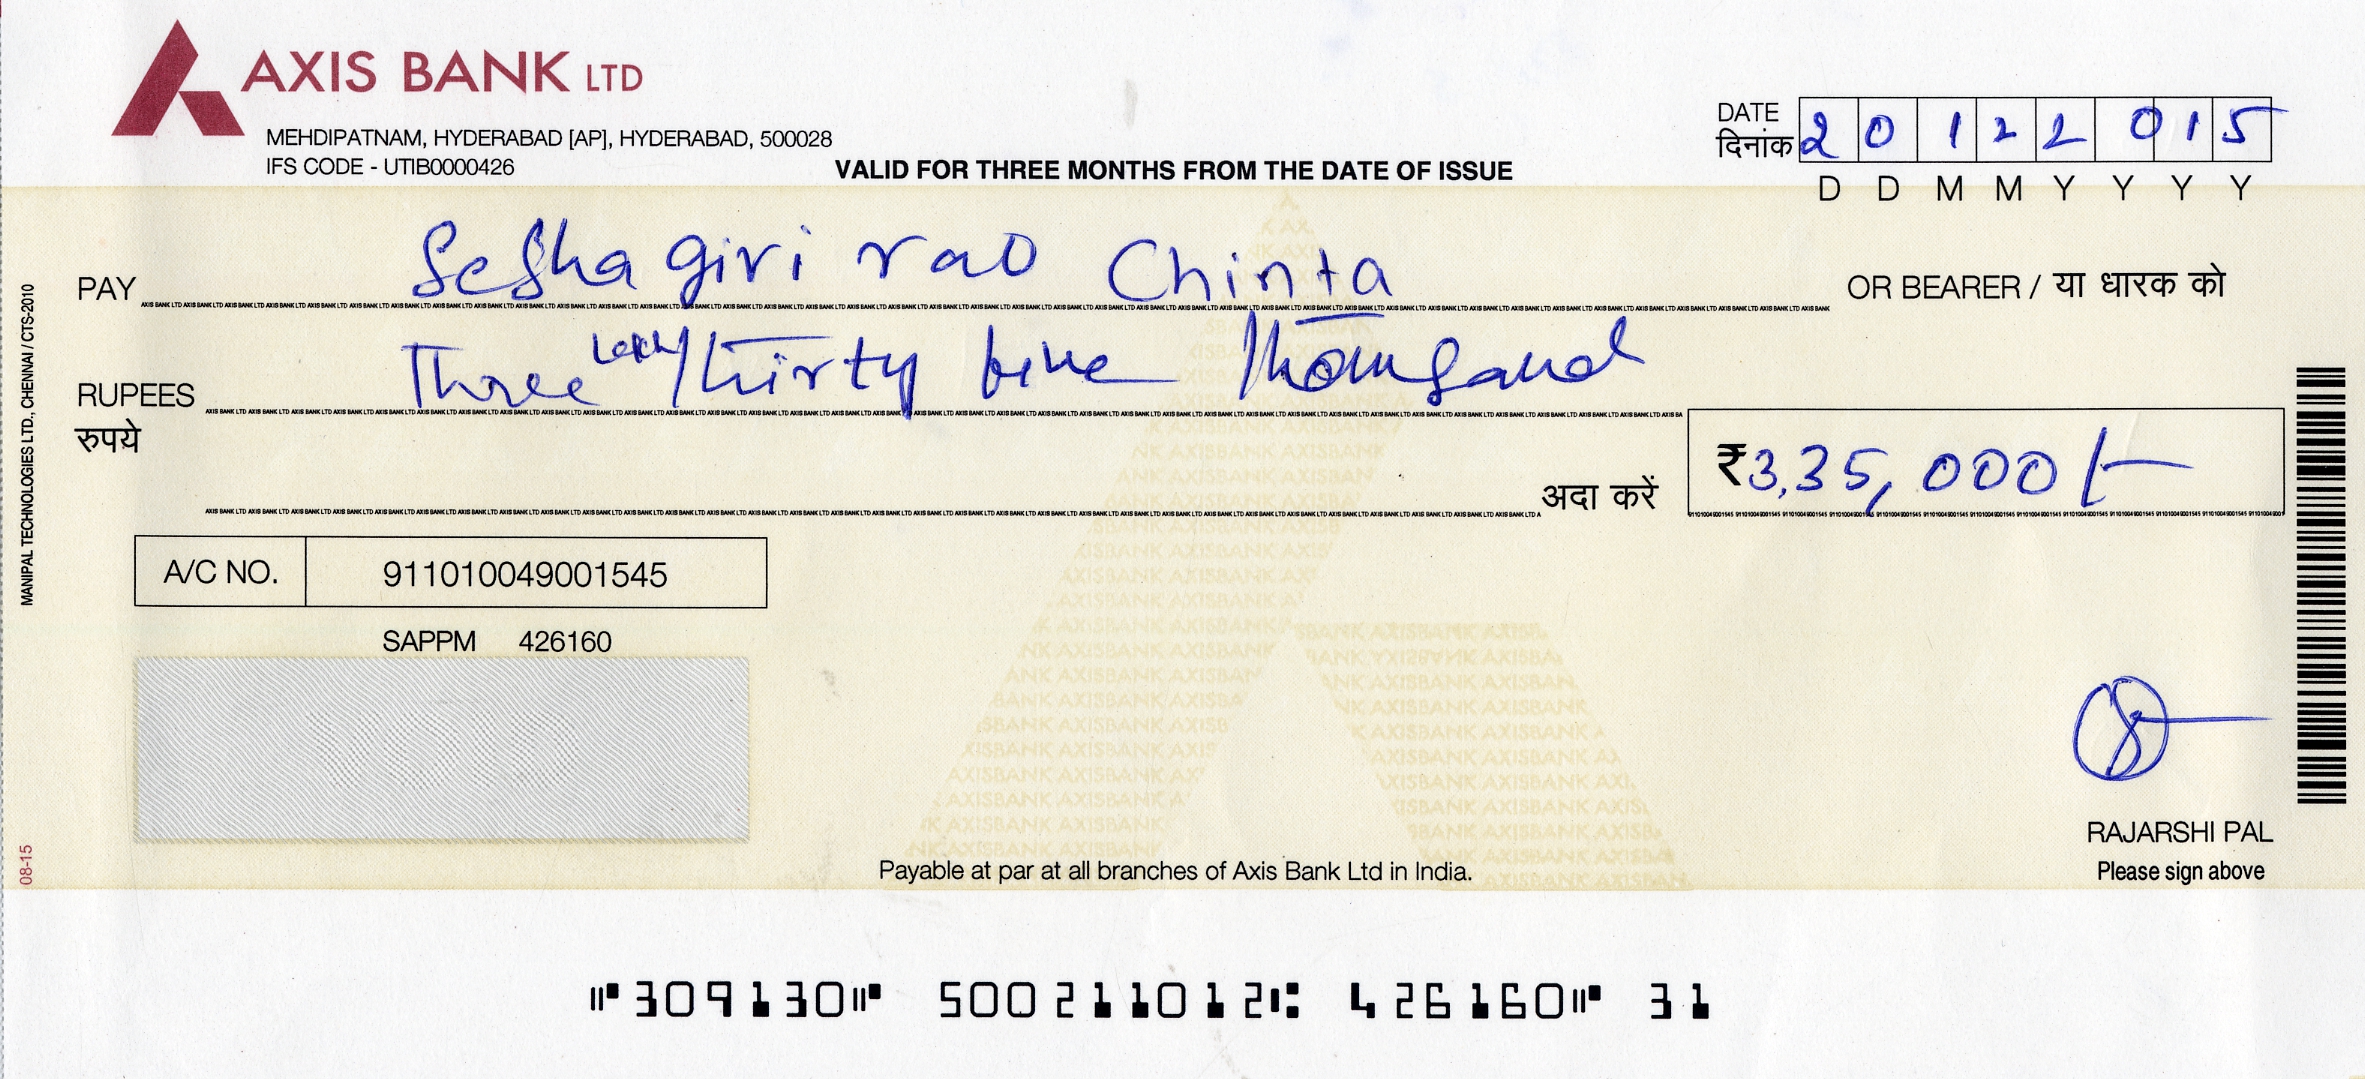 AXIS BANK LTD
MEHDIPATNAM, HYDERABAD [AP], HYDERABAD, 500028
IFS CODE - UTIB0000426
VALID FOR THREE MONTHS FROM THE DATE OF ISSUE
DATE
दिनांक
2 0 1 2 2 0 1 5
D D M M Y Y Y Y
PAY Seshagiri rao Chinta OR BEARER / या धारक को
RUPEES Three Lakh Thirty five Thousand
रुपये
अदा करें ₹ 3,35,000/-
A/C NO. 911010049001545
SAPPM 426160
RAJARSHI PAL
Please sign above
Payable at par at all branches of Axis Bank Ltd in India.
MANIPAL TECHNOLOGIES LTD., CHENNAI / CTS-2010
08-15
⑈309130⑈ 500211012⑆ 426160⑈ 31